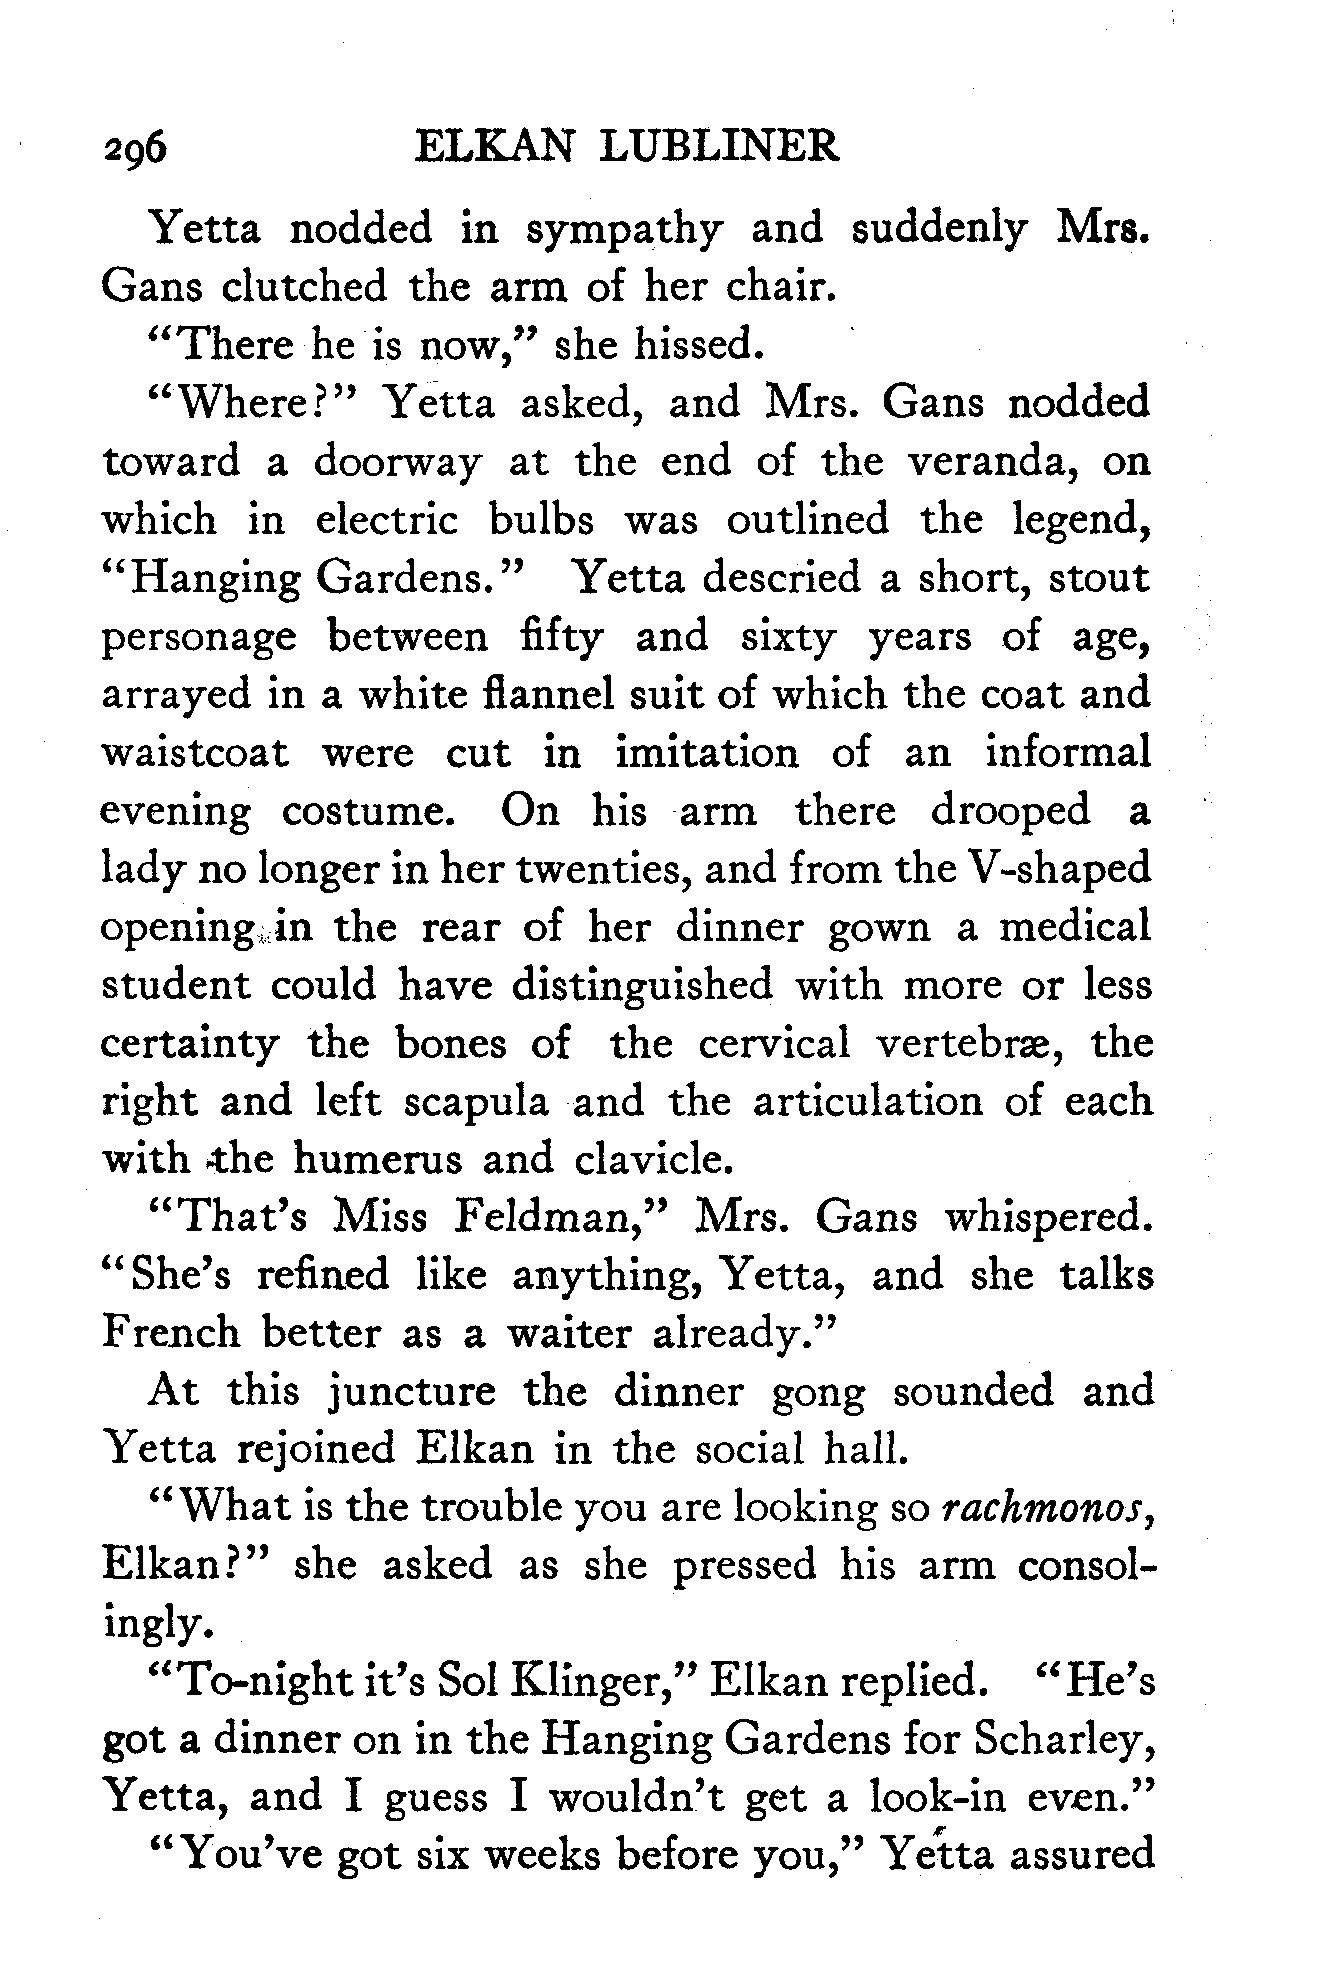 296 ELKAN LUBLINER
Yetta nodded in sympathy and suddenly Mrs.
Gans clutched the arm of her chair.
“There he is now,” she hissed.
“Where?” Yetta asked, and Mrs. Gans nodded
toward a doorway at the end of the veranda, on
which in electric bulbs was outlined the legend,
“Hanging Gardens.” Yetta descried a short, stout
personage between fifty and sixty years of age,
arrayed in a white flannel suit of which the coat and
waistcoat were cut in imitation of an informal
evening costume. On his arm there drooped a
lady no longer in her twenties, and from the V-shaped
opening in the rear of her dinner gown a medical
student could have distinguished with more or less
certainty the bones of the cervical vertebræ, the
right and left scapula and the articulation of each
with the humerus and clavicle.
“That’s Miss Feldman,” Mrs. Gans whispered.
“She’s refined like anything, Yetta, and she talks
French better as a waiter already.”
At this juncture the dinner gong sounded and
Yetta rejoined Elkan in the social hall.
“What is the trouble you are looking so rachmonos,
Elkan?” she asked as she pressed his arm consol-
ingly.
“To-night it’s Sol Klinger,” Elkan replied. “He’s
got a dinner on in the Hanging Gardens for Scharley,
Yetta, and I guess I wouldn’t get a look-in even.”
“You’ve got six weeks before you,” Yetta assured